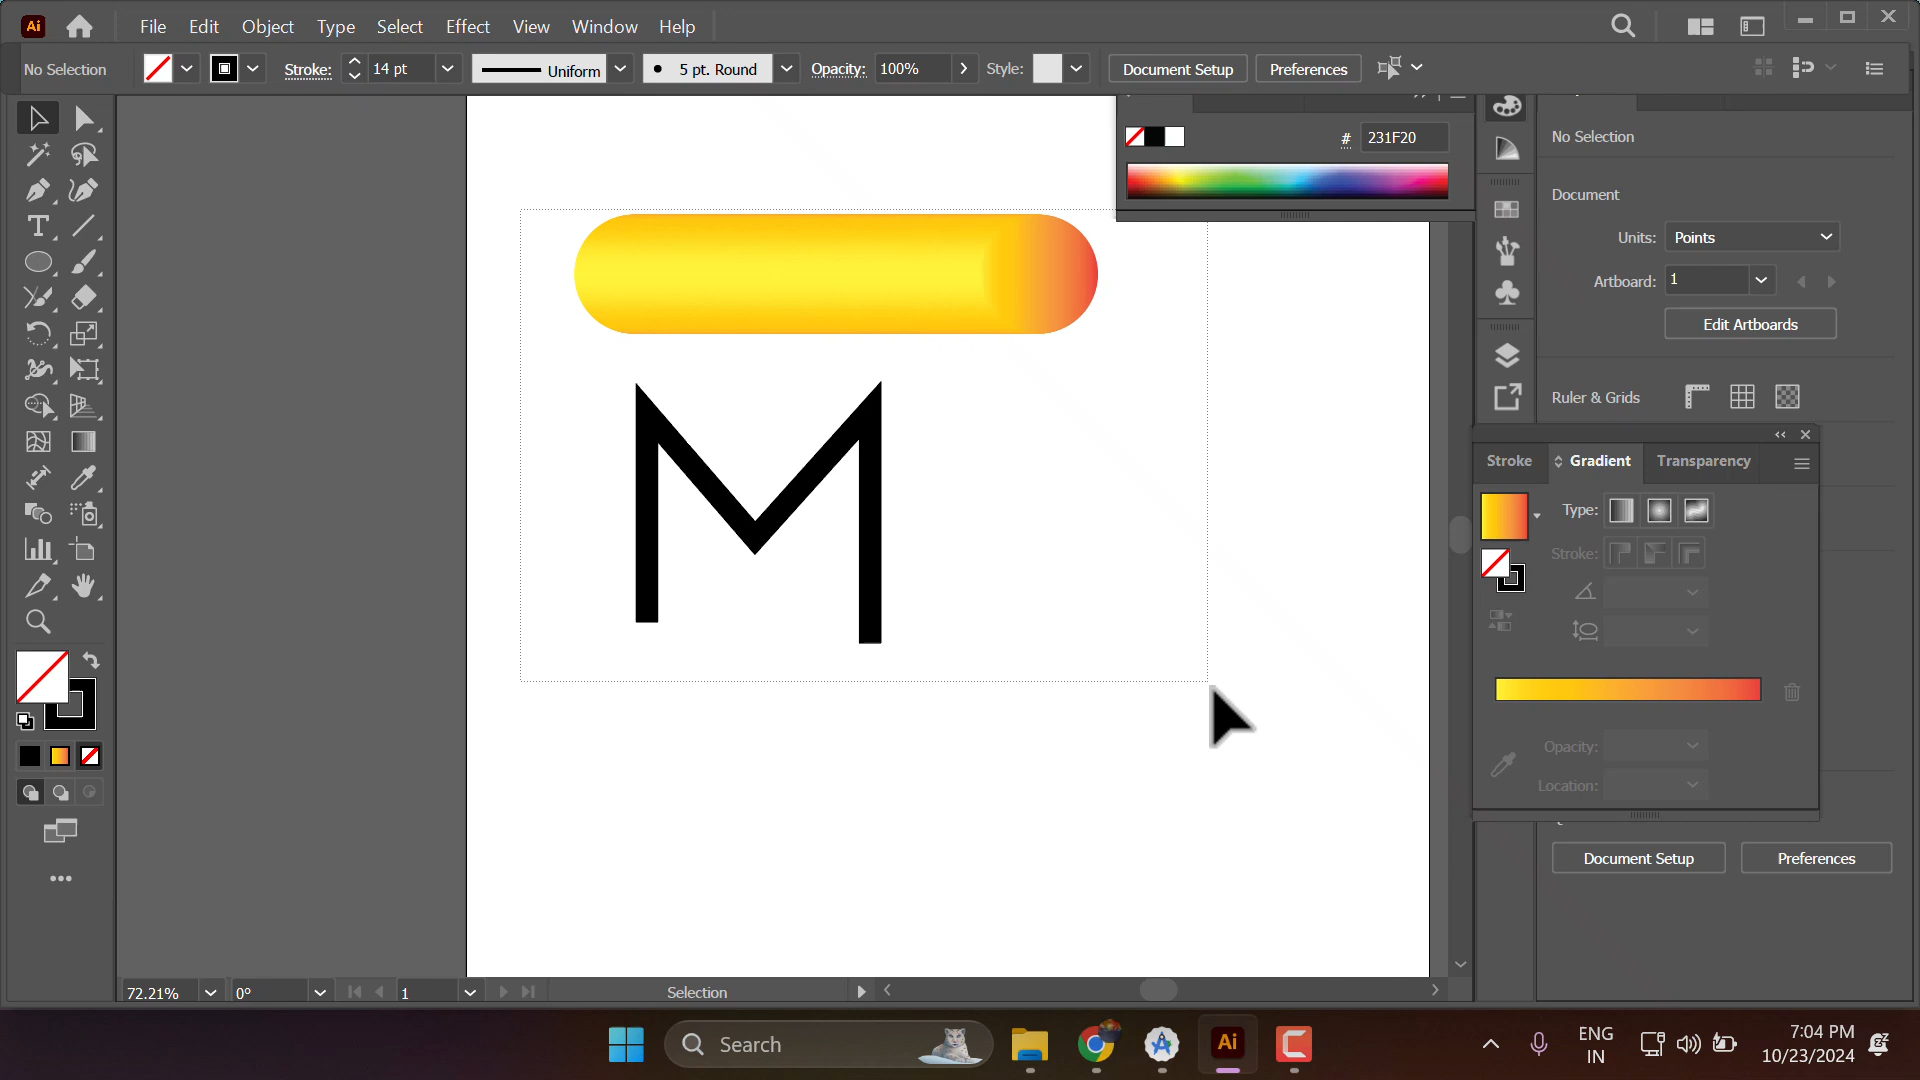 Ai File Edit Object Type Select Effect View Window Help
No Selection Stroke: 14 pt Uniform 5 pt. Round Opacity: 100% Style: Document Setup Preferences
# 231F20
No Selection
Document
Units: Points
Artboard: 1
Edit Artboards
Ruler & Grids
M
Stroke Gradient Transparency
Type:
Stroke:
Opacity:
Location:
Document Setup Preferences
72.21% 0° 1 Selection
Search
Ai
ENG
IN
7:04 PM
10/23/2024